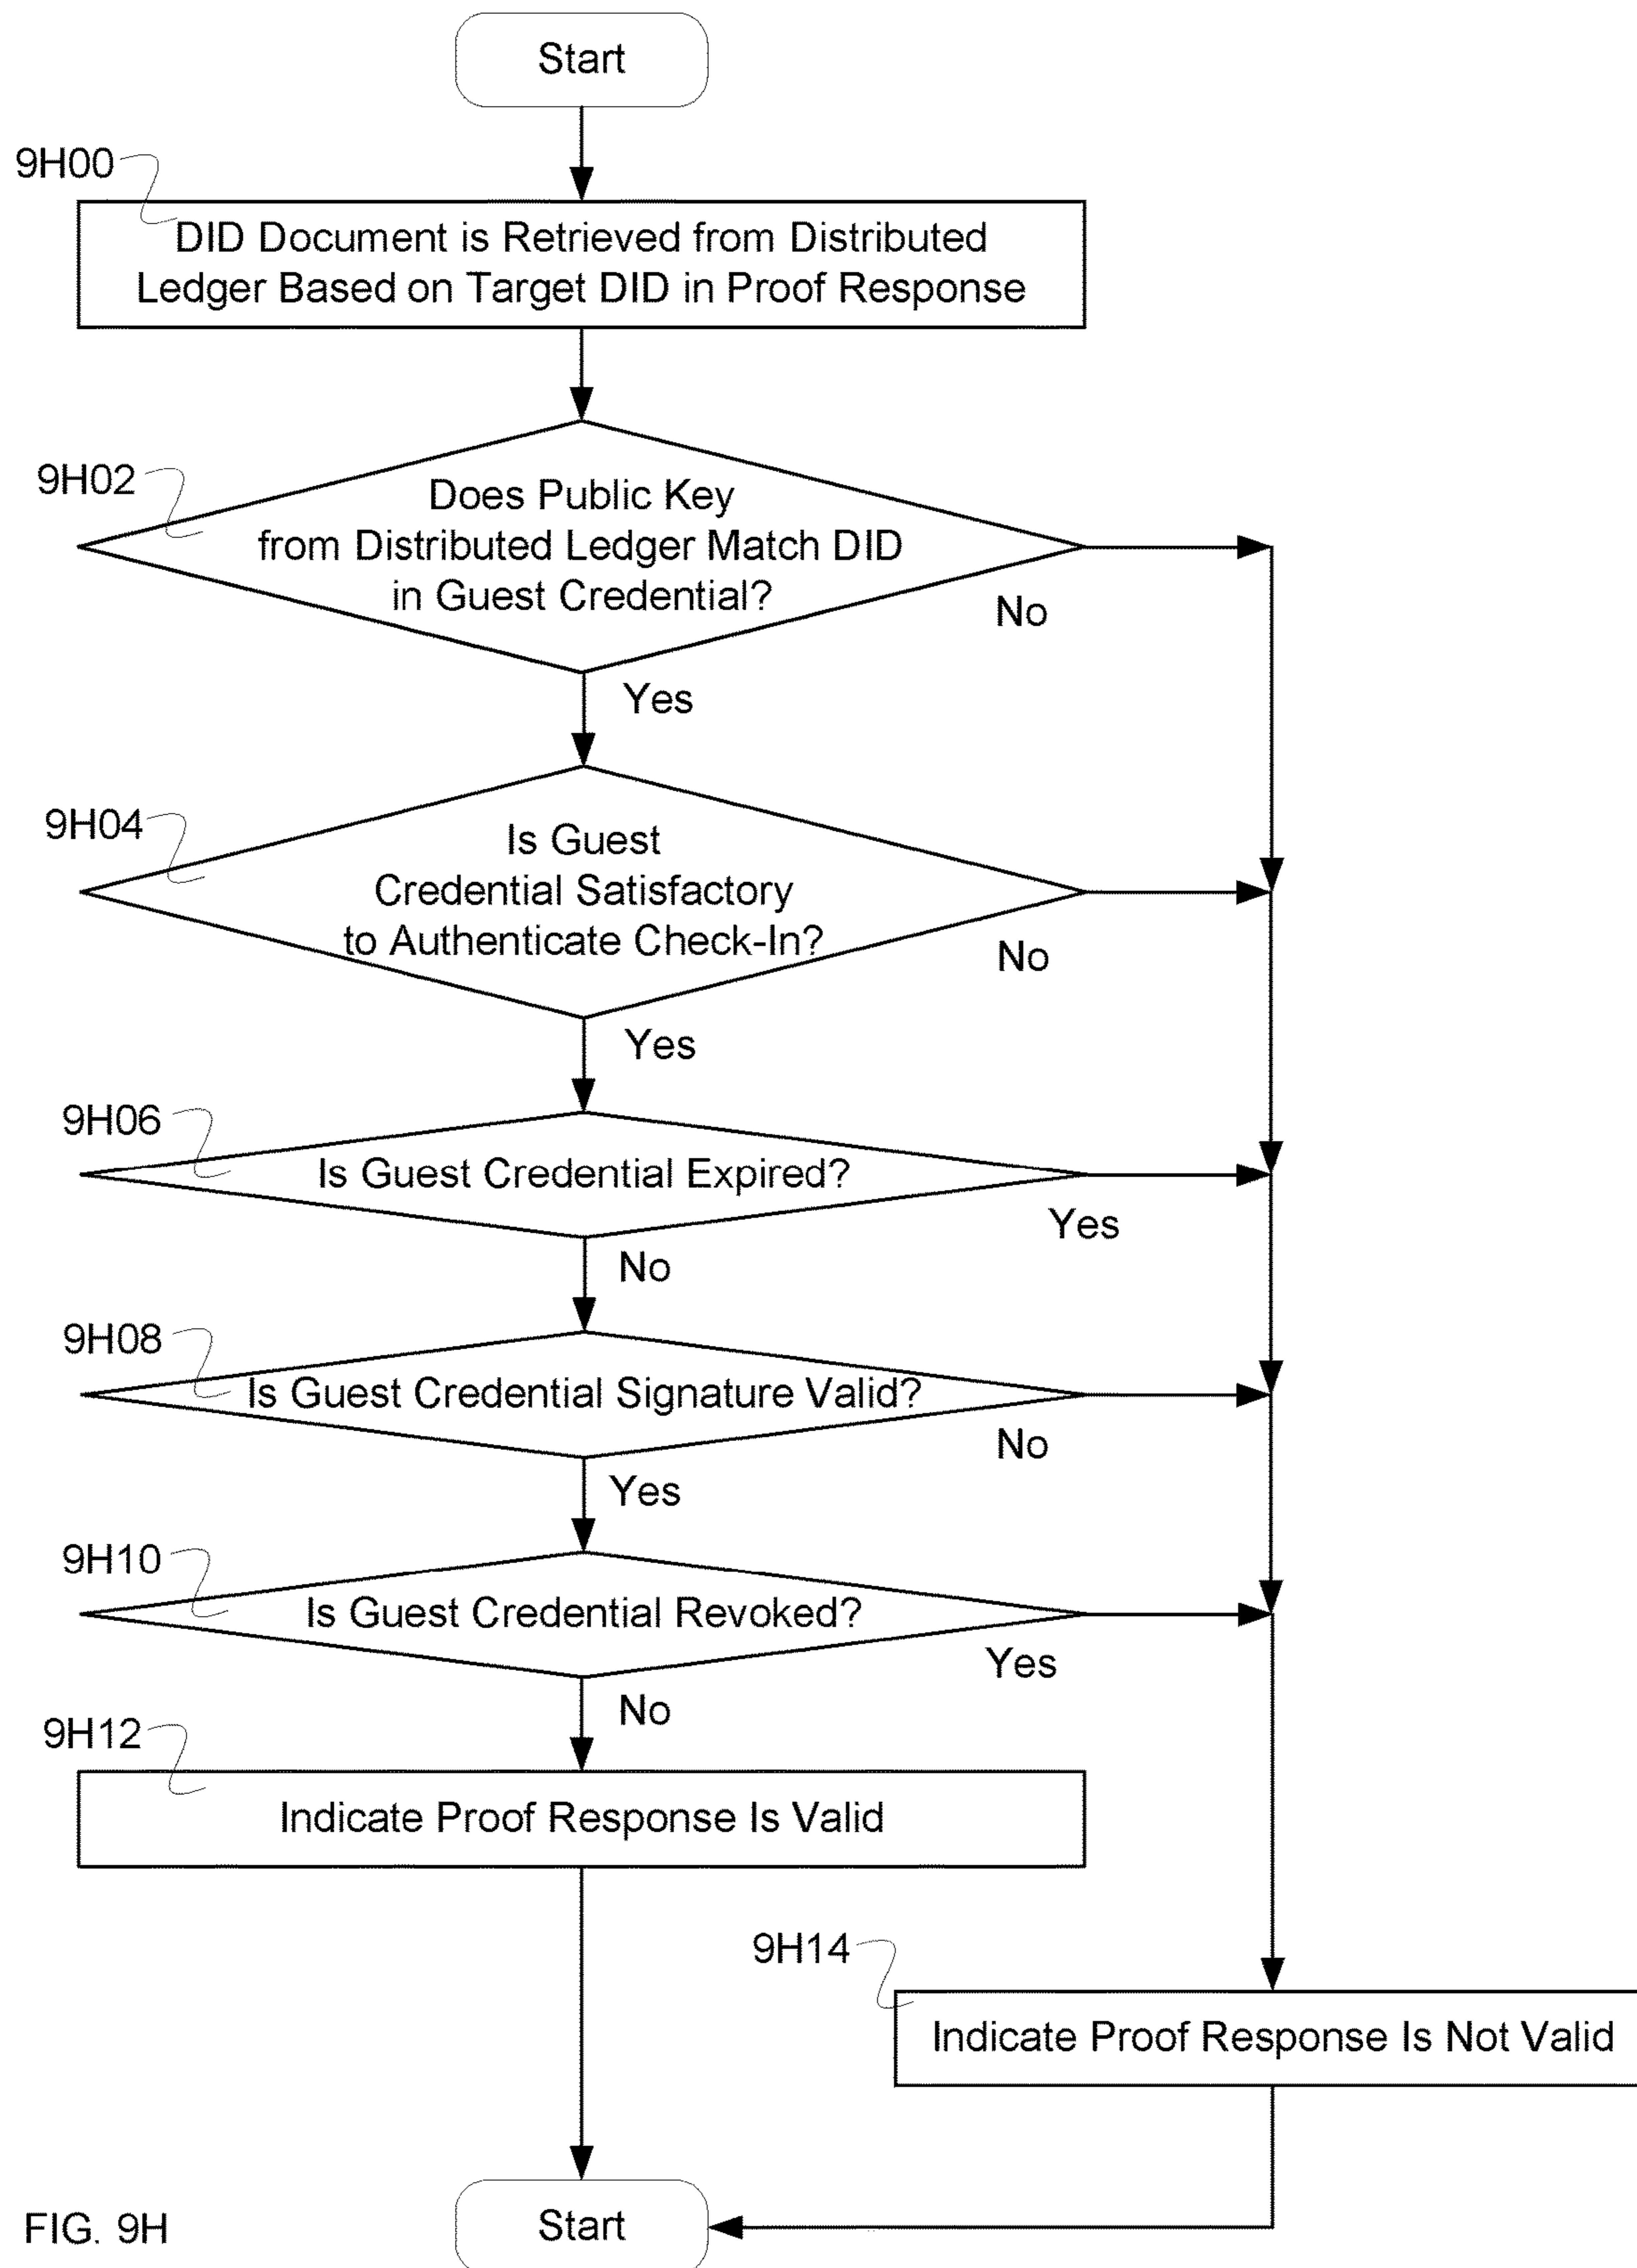 Start
9H00
DID Document is Retrieved from Distributed
Ledger Based on Target DID in Proof Response
9H02
Does Public Key
from Distributed Ledger Match DID
in Guest Credential?
No
Yes
9H04
Is Guest
Credential Satisfactory
to Authenticate Check-In?
No
Yes
9H06
Is Guest Credential Expired?
Yes
No
9H08
Is Guest Credential Signature Valid?
No
Yes
9H10
Is Guest Credential Revoked?
Yes
No
9H12
Indicate Proof Response Is Valid
9H14
Indicate Proof Response Is Not Valid
Start
FIG. 9H